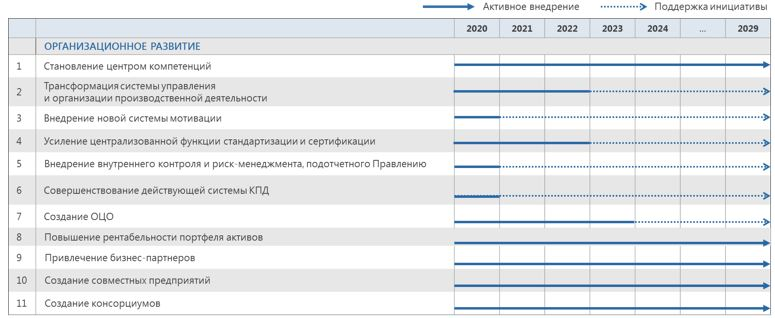 Активное внедрение Поддержка инициативы
2020 2021 2022 2023 2024 ... 2029
ОРГАНИЗАЦИОННОЕ РАЗВИТИЕ
1 Становление центром компетенций
2 Трансформация системы управления
и организации производственной деятельности
3 Внедрение новой системы мотивации
4 Усиление централизованной функции стандартизации и сертификации
5 Внедрение внутреннего контроля и риск-менеджмента, подотчетного Правлению
6 Совершенствование действующей системы КПД
7 Создание ОЦО
8 Повышение рентабельности портфеля активов
9 Привлечение бизнес-партнеров
10 Создание совместных предприятий
11 Создание консорциумов